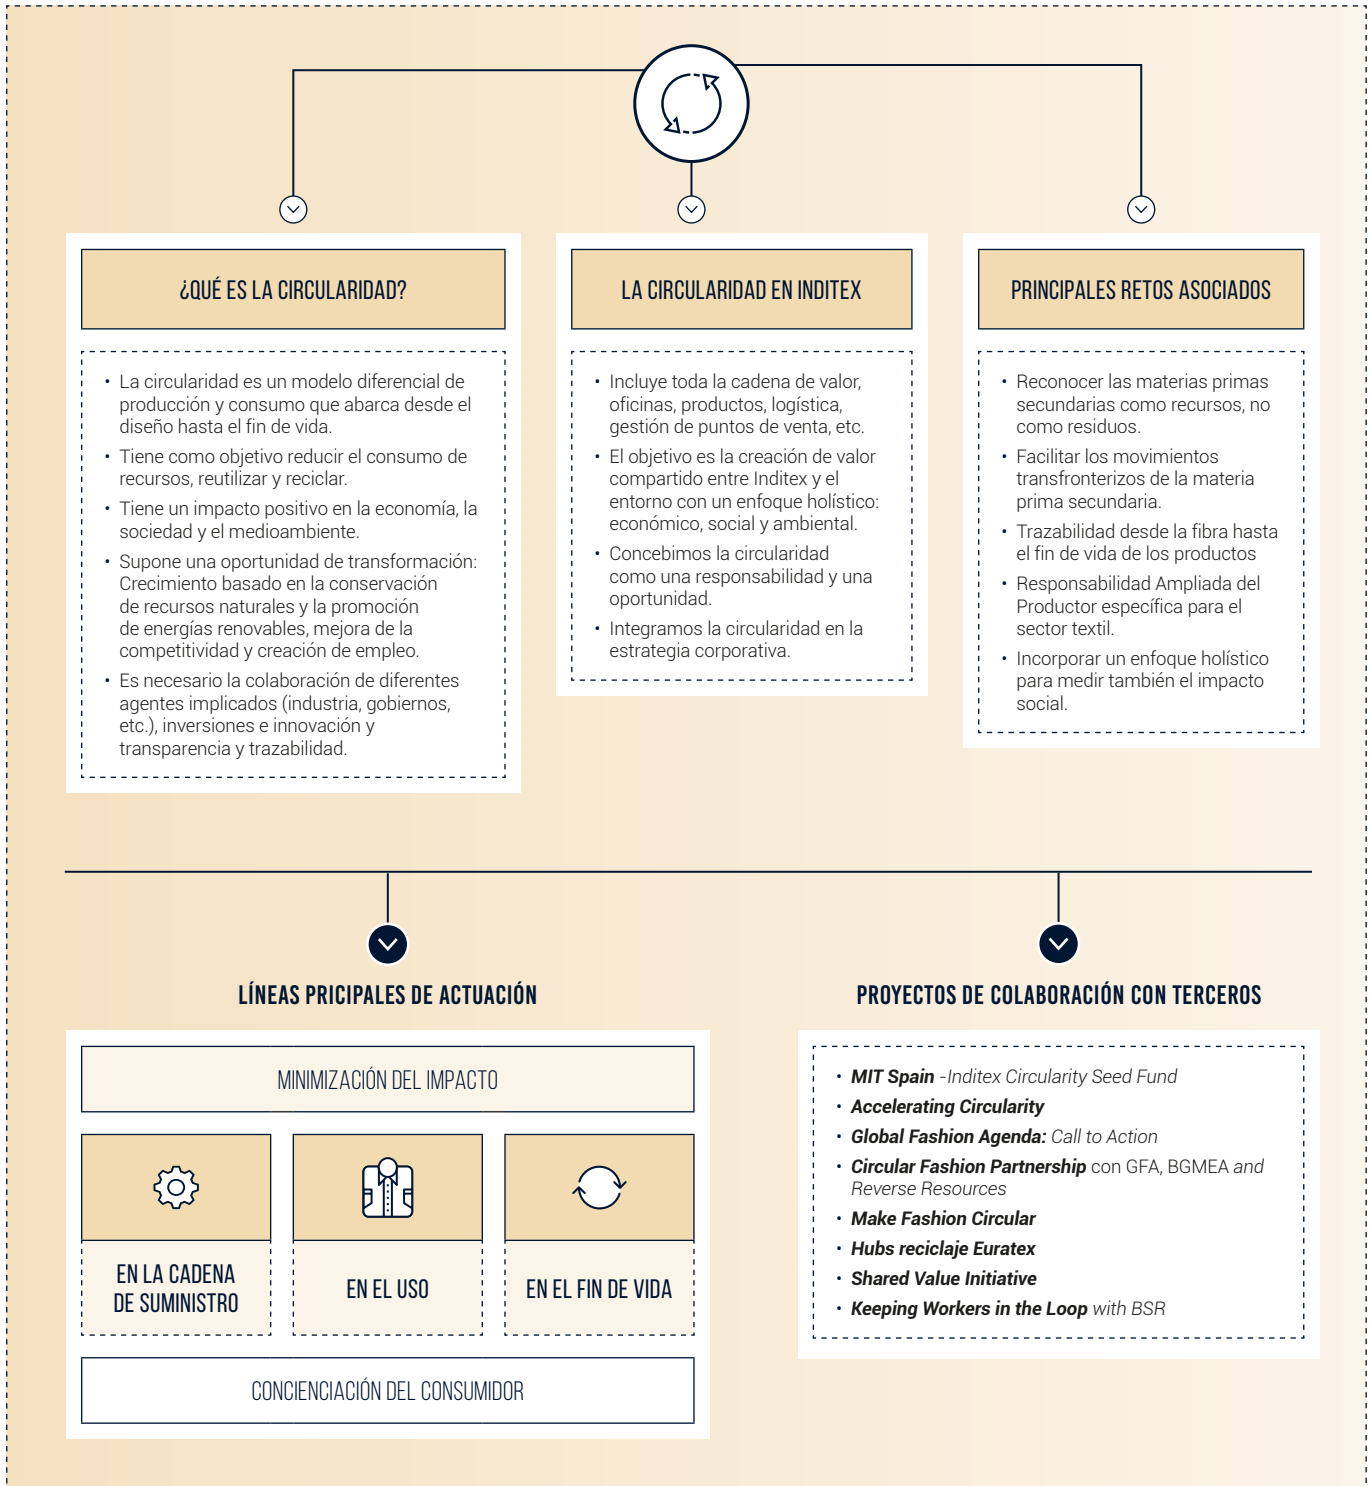 ¿QUÉ ES LA CIRCULARIDAD?
• La circularidad es un modelo diferencial de
producción y consumo que abarca desde el
diseño hasta el fin de vida.
• Tiene como objetivo reducir el consumo de
recursos, reutilizar y reciclar.
• Tiene un impacto positivo en la economía, la
sociedad y el medioambiente.
• Supone una oportunidad de transformación:
Crecimiento basado en la conservación
de recursos naturales y la promoción
de energías renovables, mejora de la
competitividad y creación de empleo.
• Es necesario la colaboración de diferentes
agentes implicados (industria, gobiernos,
etc.), inversiones e innovación y
transparencia y trazabilidad.
LA CIRCULARIDAD EN INDITEX
• Incluye toda la cadena de valor,
oficinas, productos, logística,
gestión de puntos de venta, etc.
• El objetivo es la creación de valor
compartido entre Inditex y el
entorno con un enfoque holístico:
económico, social y ambiental.
• Concebimos la circularidad
como una responsabilidad y una
oportunidad.
• Integramos la circularidad en la
estrategia corporativa.
PRINCIPALES RETOS ASOCIADOS
• Reconocer las materias primas
secundarias como recursos, no
como residuos.
• Facilitar los movimientos
transfronterizos de la materia
prima secundaria.
• Trazabilidad desde la fibra hasta
el fin de vida de los productos
• Responsabilidad Ampliada del
Productor específica para el
sector textil.
• Incorporar un enfoque holístico
para medir también el impacto
social.
LÍNEAS PRICIPALES DE ACTUACIÓN
MINIMIZACIÓN DEL IMPACTO
EN LA CADENA
DE SUMINISTRO
EN EL USO
EN EL FIN DE VIDA
CONCIENCIACIÓN DEL CONSUMIDOR
PROYECTOS DE COLABORACIÓN CON TERCEROS
• MIT Spain -Inditex Circularity Seed Fund
• Accelerating Circularity
• Global Fashion Agenda: Call to Action
• Circular Fashion Partnership con GFA, BGMEA and
Reverse Resources
• Make Fashion Circular
• Hubs reciclaje Euratex
• Shared Value Initiative
• Keeping Workers in the Loop with BSR